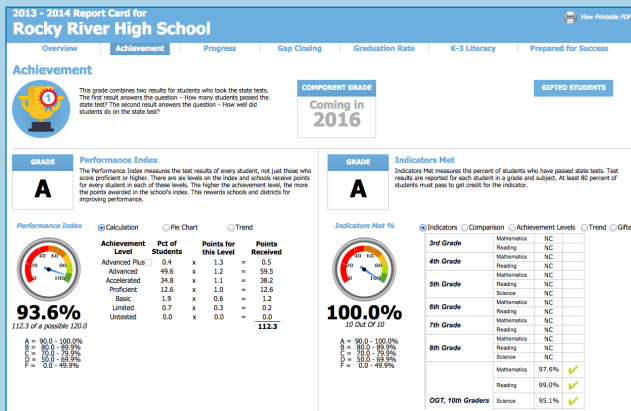 2013 - 2014 Report Card for
Rocky River High School
View Printable PDF
Overview Achievement Progress Gap Closing Graduation Rate K-3 Literacy Prepared for Success
Achievement
1
This grade combines two results for students who took the state tests.
The first result answers the question – How many students passed the
state test? The second result answers the question – How well did
students do on the state test?
COMPONENT GRADE
Coming in
2016
GIFTED STUDENTS
GRADE
A
Performance Index
The Performance Index measures the test results of every student, not just those who
score proficient or higher. There are six levels on the index and schools receive points
for every student in each of these levels. The higher the achievement level, the more
the points awarded in the school's index. This rewards schools and districts for
improving performance.
Performance Index
Calculation Pie Chart Trend
20 40 60 80 100
93.6%
112.3 of a possible 120.0
A = 90.0 - 100.0%
B = 80.0 - 89.9%
C = 70.0 - 79.9%
D = 50.0 - 69.9%
F = 0.0 - 49.9%
Achievement Level Pct of Students Points for this Level Points Received
Advanced Plus 0.4 x 1.3 = 0.5
Advanced 49.6 x 1.2 = 59.5
Accelerated 34.8 x 1.1 = 38.2
Proficient 12.6 x 1.0 = 12.6
Basic 1.9 x 0.6 = 1.2
Limited 0.7 x 0.3 = 0.2
Untested 0.0 x 0.0 = 0.0
112.3
GRADE
A
Indicators Met
Indicators Met measures the percent of students who have passed state tests. Test
results are reported for each student in a grade and subject. At least 80 percent of
students must pass to get credit for the indicator.
Indicators Met %
Indicators Comparison Achievement Levels Trend Gifte
20 40 60 80 100
100.0%
10 Out Of 10
A = 90.0 - 100.0%
B = 80.0 - 89.9%
C = 70.0 - 79.9%
D = 50.0 - 69.9%
F = 0.0 - 49.9%
3rd Grade Mathematics NC
Reading NC
4th Grade Mathematics NC
Reading NC
5th Grade Mathematics NC
Reading NC
Science NC
6th Grade Mathematics NC
Reading NC
7th Grade Mathematics NC
Reading NC
8th Grade Mathematics NC
Reading NC
Science NC
OGT, 10th Graders Mathematics 97.6%
Reading 99.0%
Science 95.1%